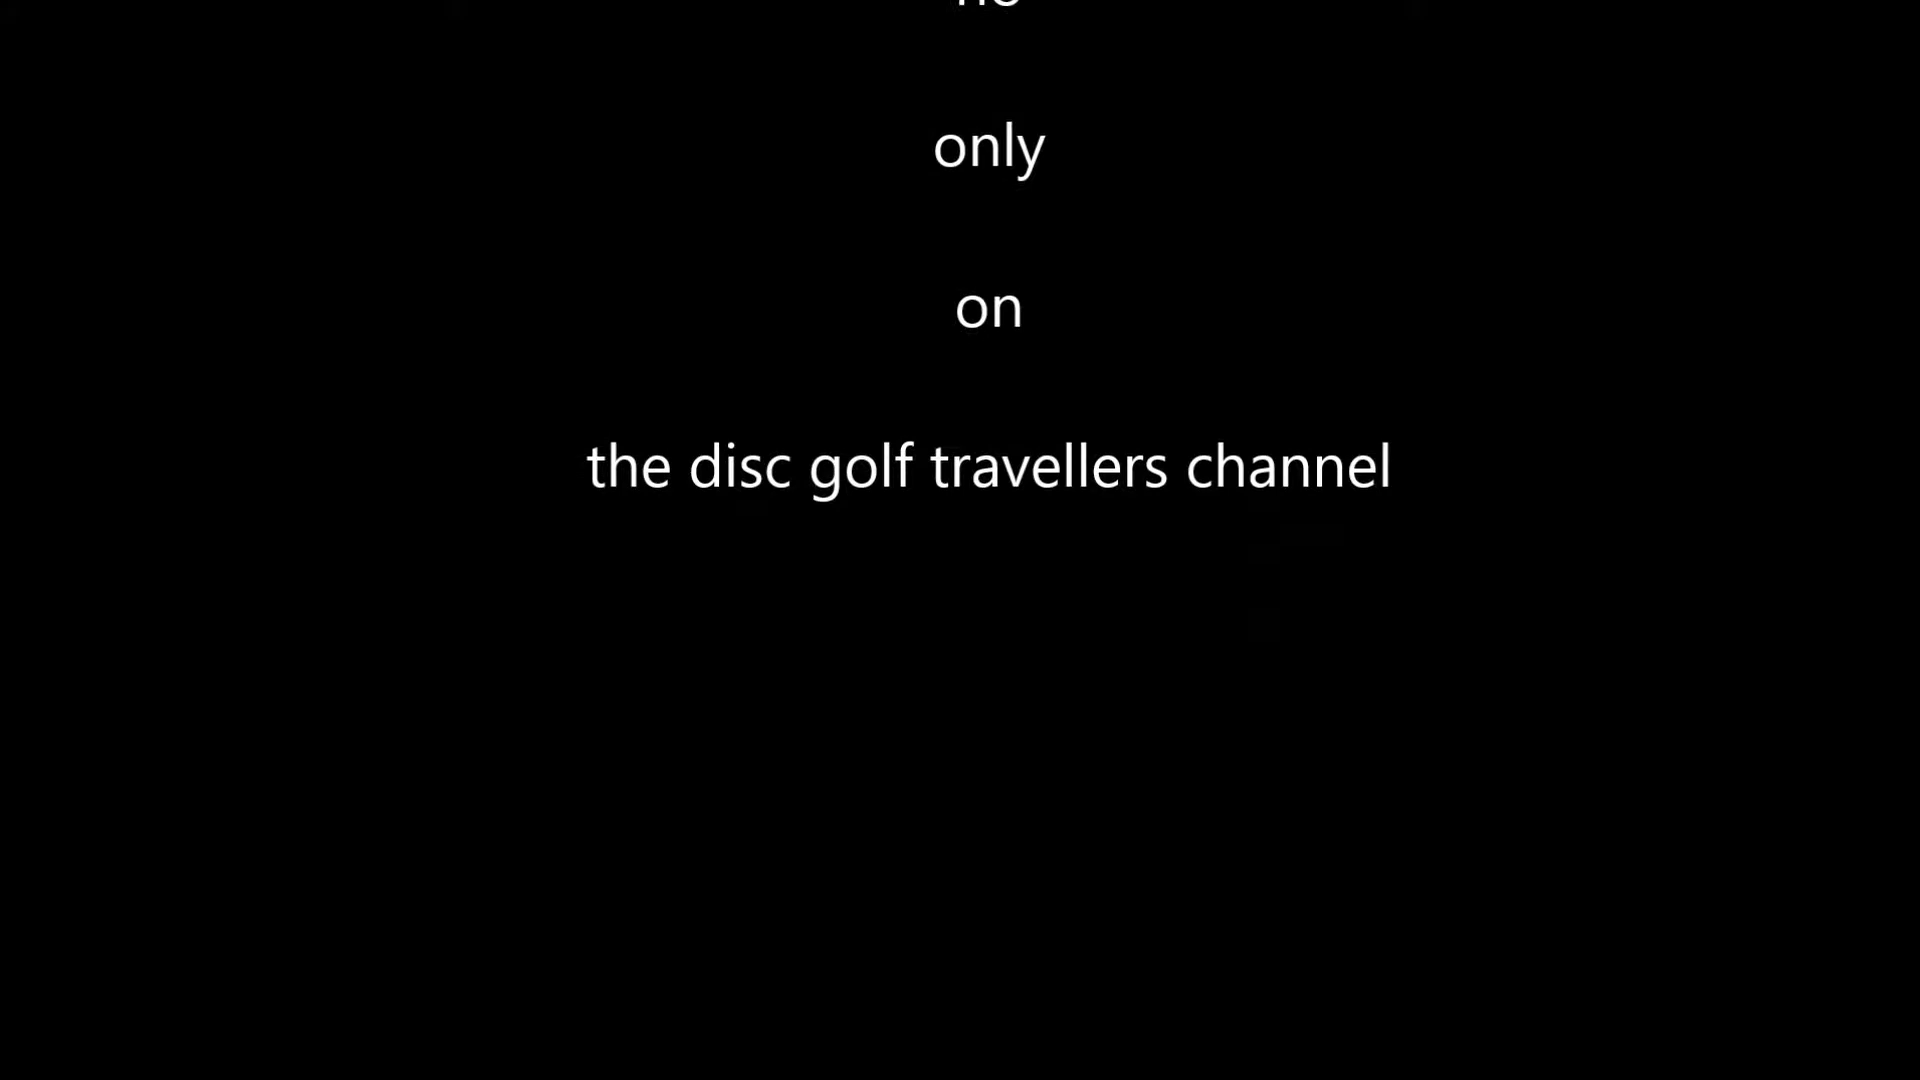 only
on
the disc golf travellers channel